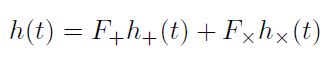 h(t) = F₊h₊(t) + F×h×(t)